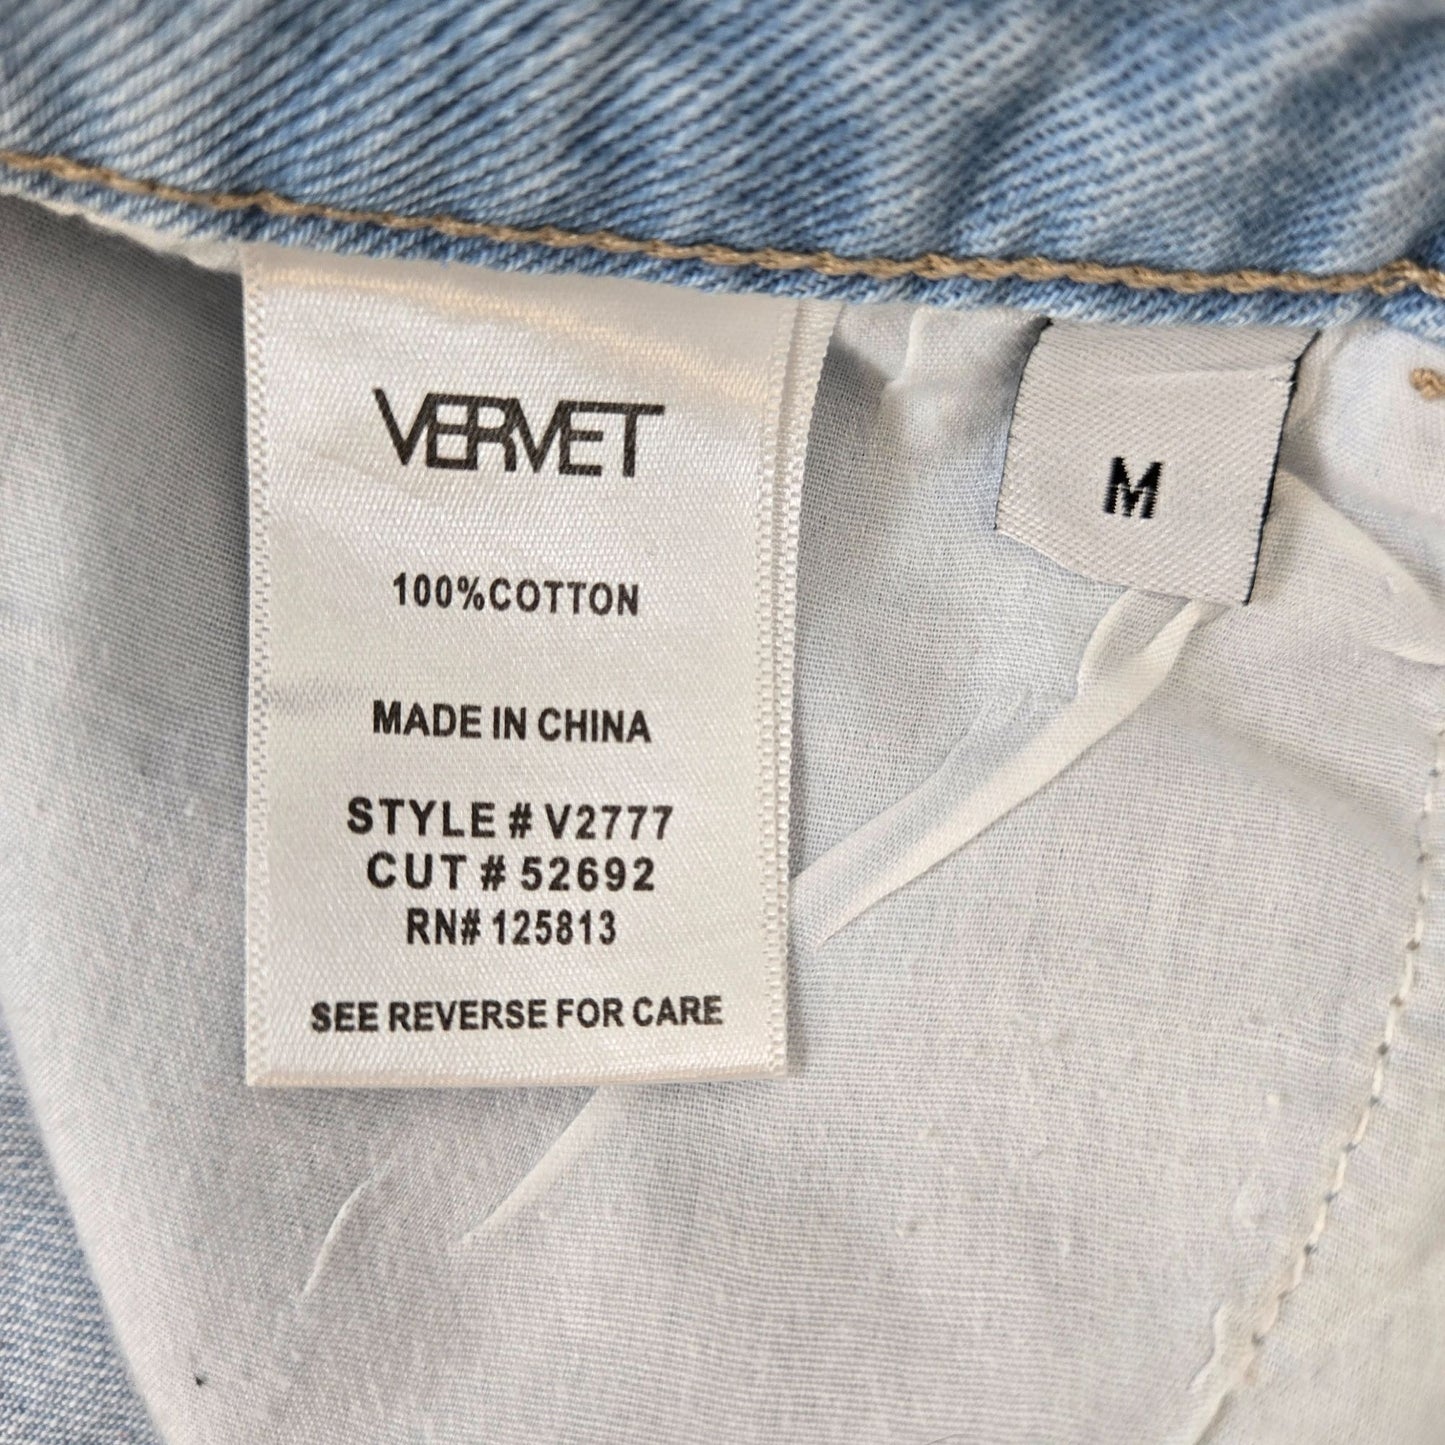 VERVET
100%COTTON
MADE IN CHINA
STYLE # V2777
CUT # 52692
RN# 125813
SEE REVERSE FOR CARE
M